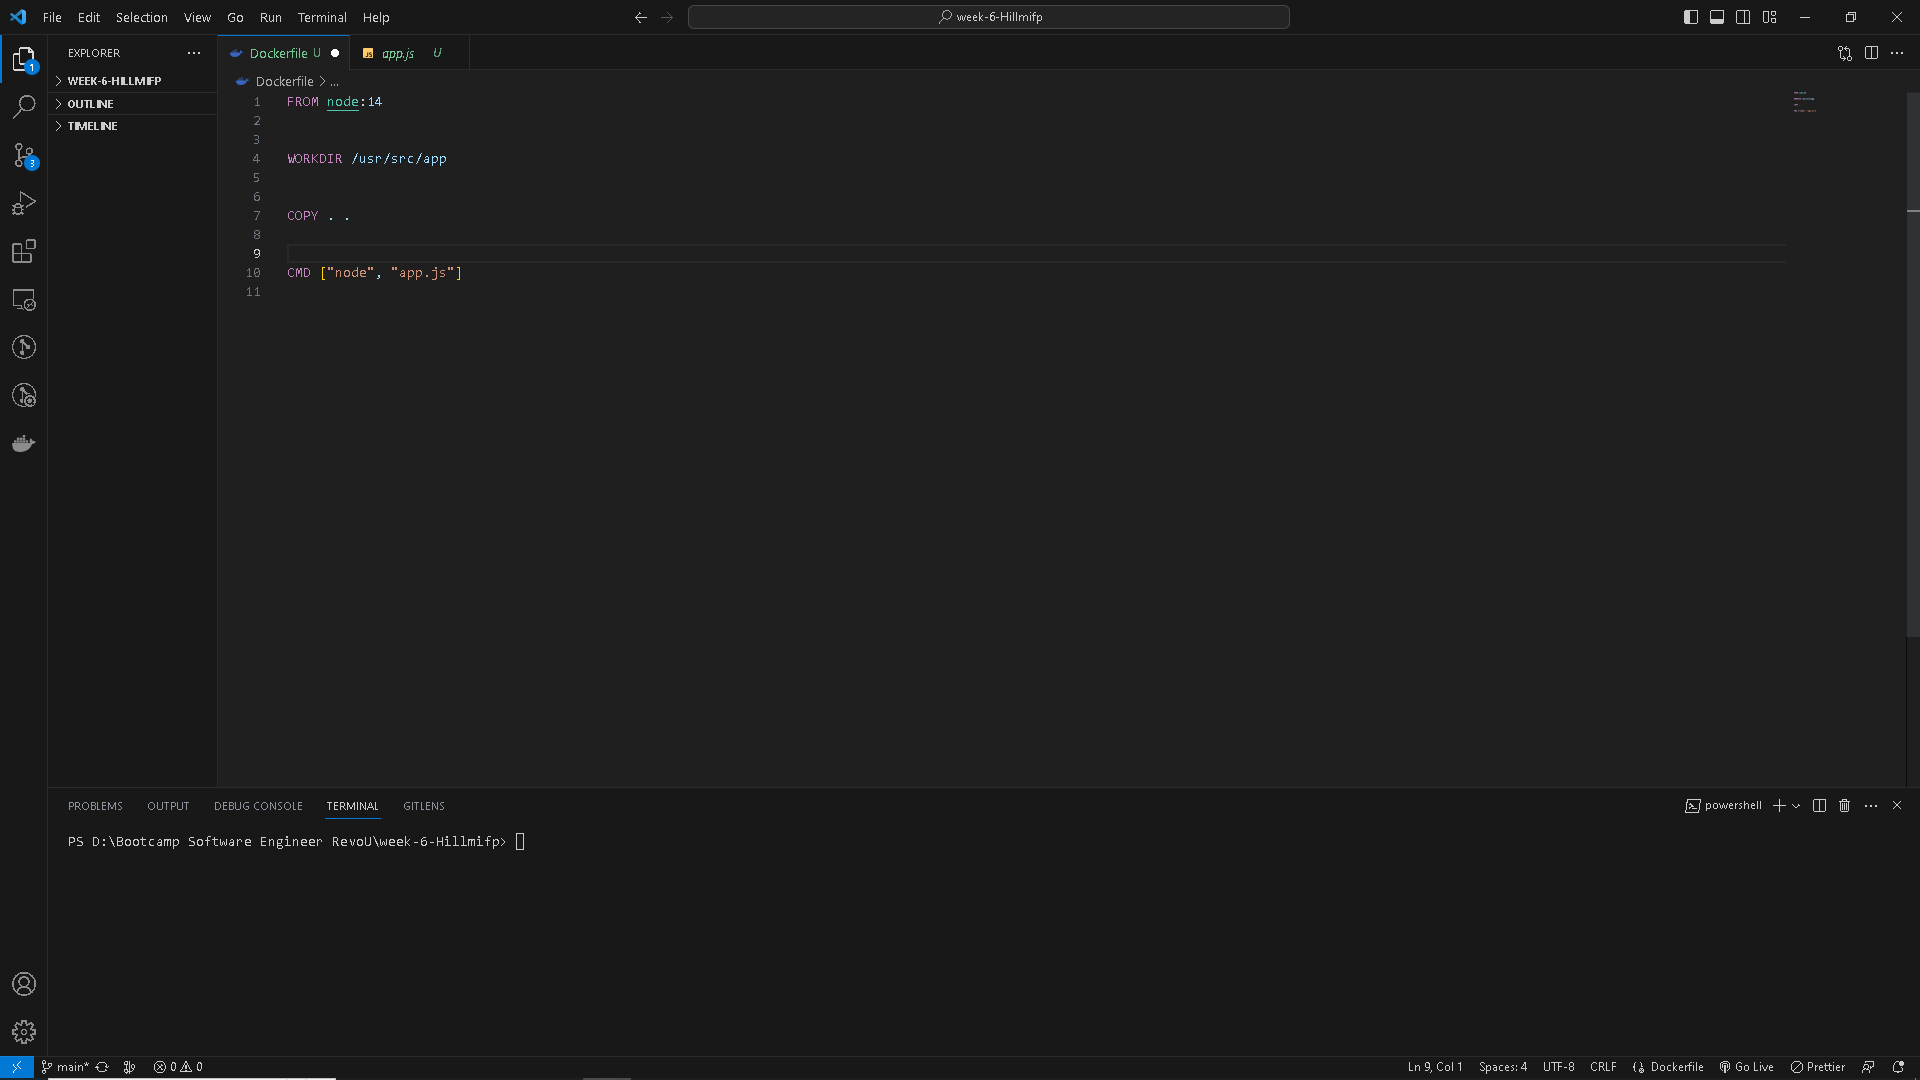 File Edit Selection View Go Run Terminal Help
week-6-Hillmifp
EXPLORER
WEEK-6-HILLMIFP
OUTLINE
TIMELINE
1
3
Dockerfile U
JS app.js U
Dockerfile > ...
1 FROM node:14
2
3
4 WORKDIR /usr/src/app
5
6
7 COPY . .
8
9
10 CMD ["node", "app.js"]
11
PROBLEMS OUTPUT DEBUG CONSOLE TERMINAL GITLENS
powershell
PS D:\Bootcamp Software Engineer RevoU\week-6-Hillmifp>
main* 0 0
Ln 9, Col 1 Spaces: 4 UTF-8 CRLF Dockerfile Go Live Prettier